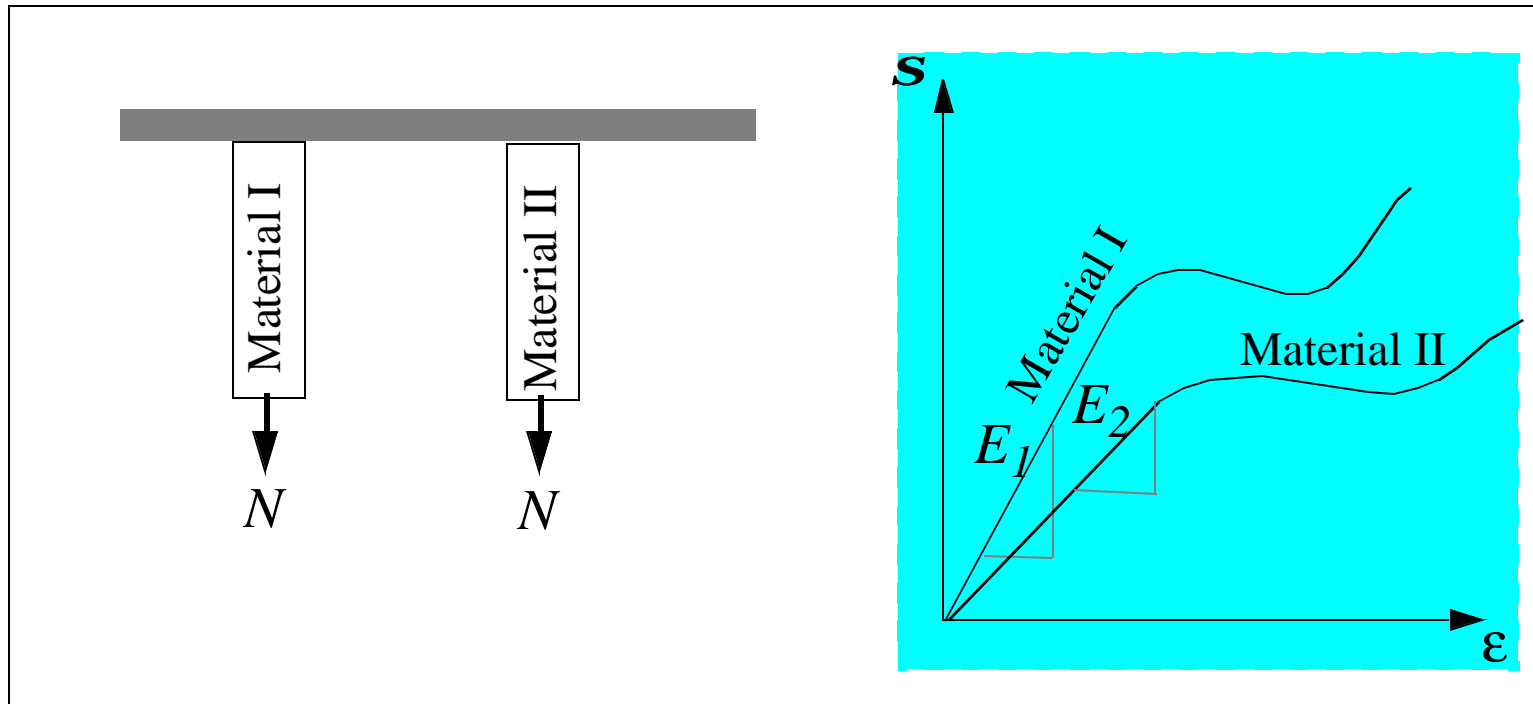 Material I
Material II
N
N
s
Material I
Material II
E1
E2
ε